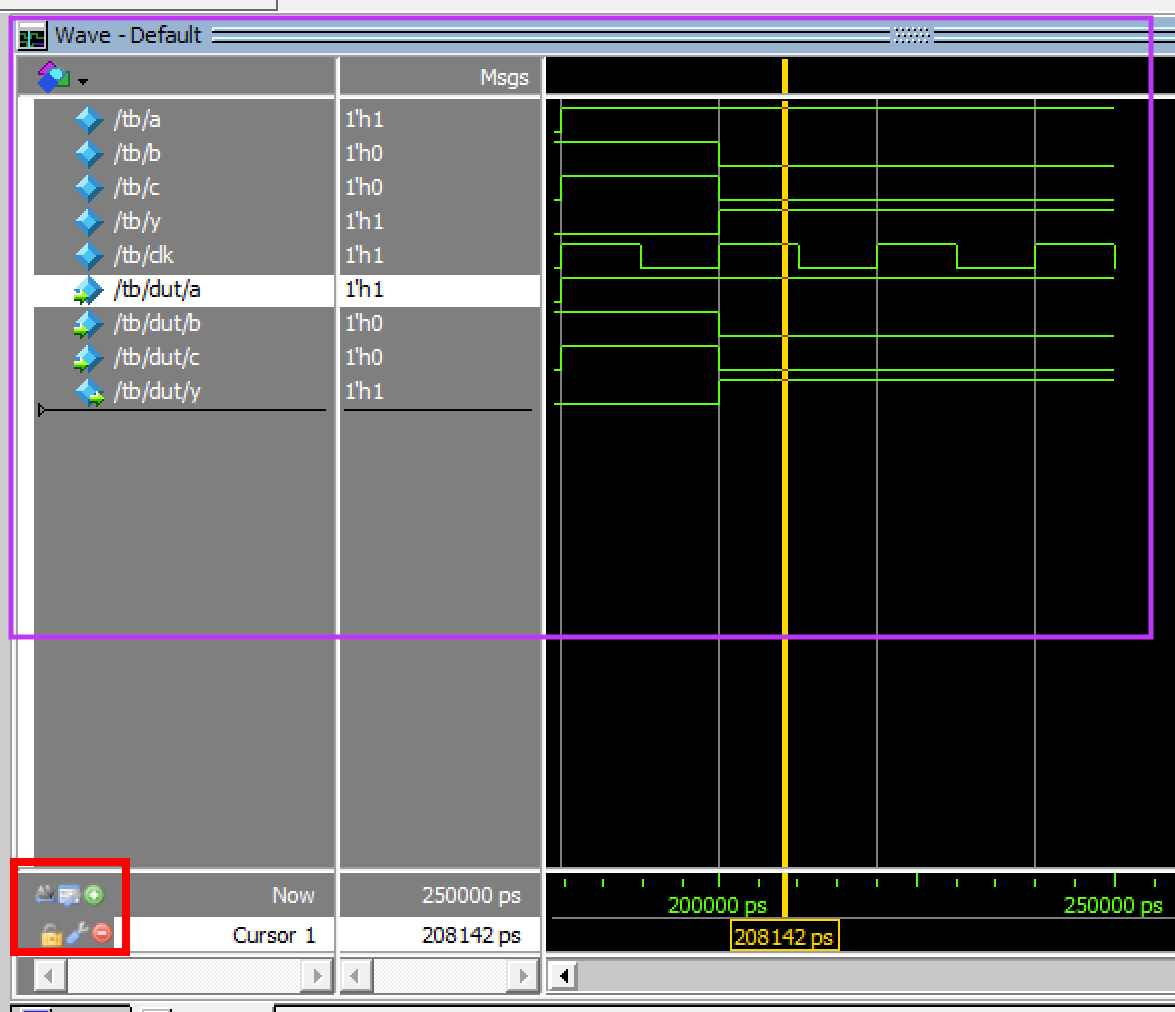 Wave - Default
Msgs
/tb/a 1'h1
/tb/b 1'h0
/tb/c 1'h0
/tb/y 1'h1
/tb/clk 1'h1
/tb/dut/a 1'h1
/tb/dut/b 1'h0
/tb/dut/c 1'h0
/tb/dut/y 1'h1
Now 250000 ps 200000 ps 250000 ps
Cursor 1 208142 ps 208142 ps